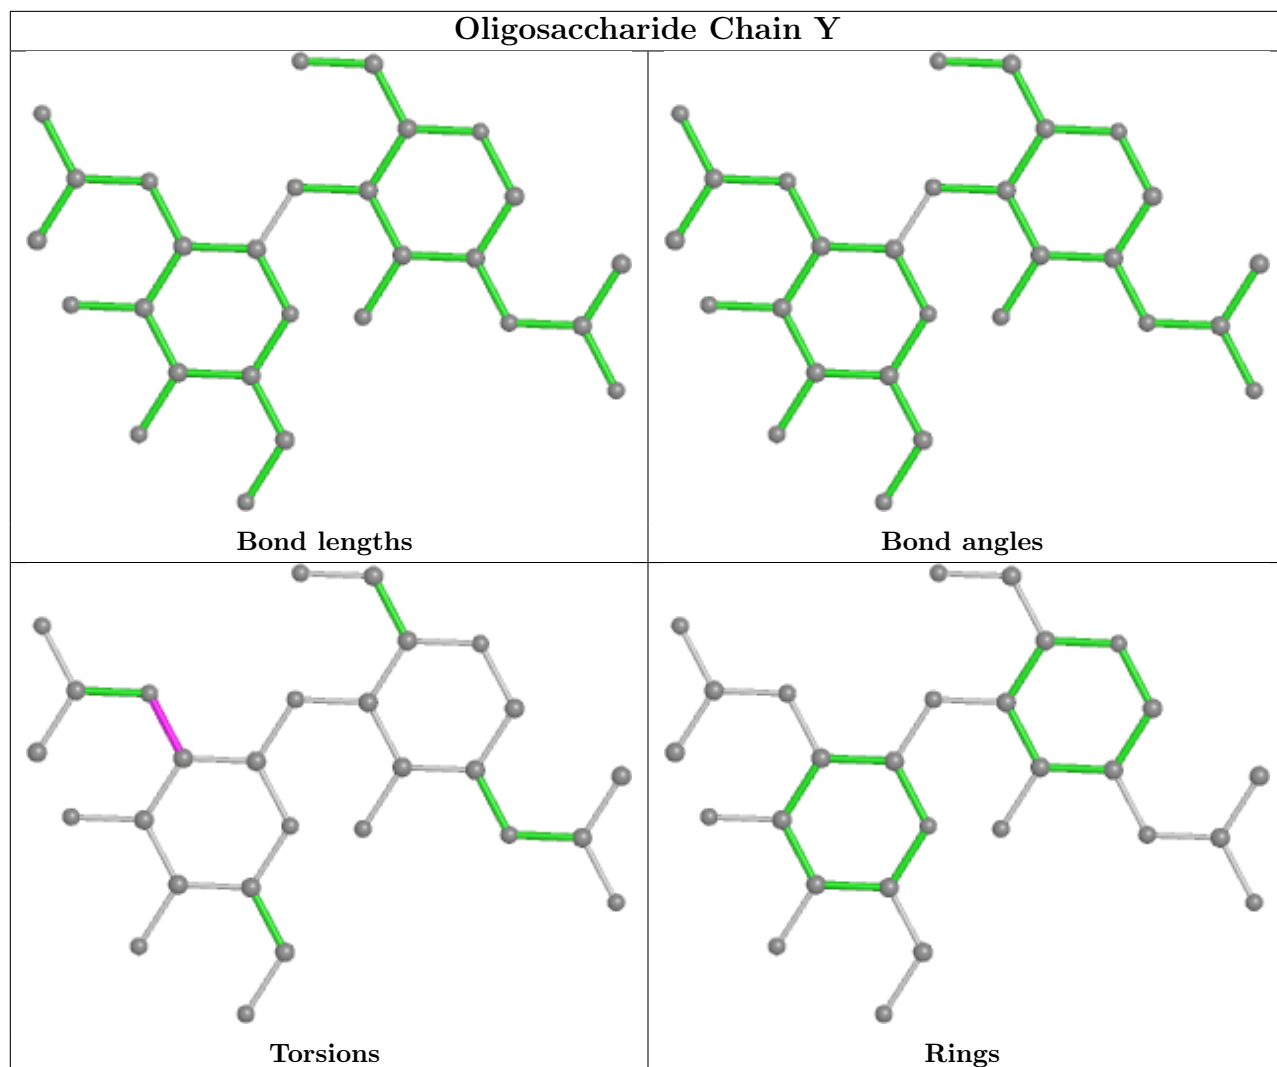 Oligosaccharide Chain Y
Bond lengths
Bond angles
Torsions
Rings